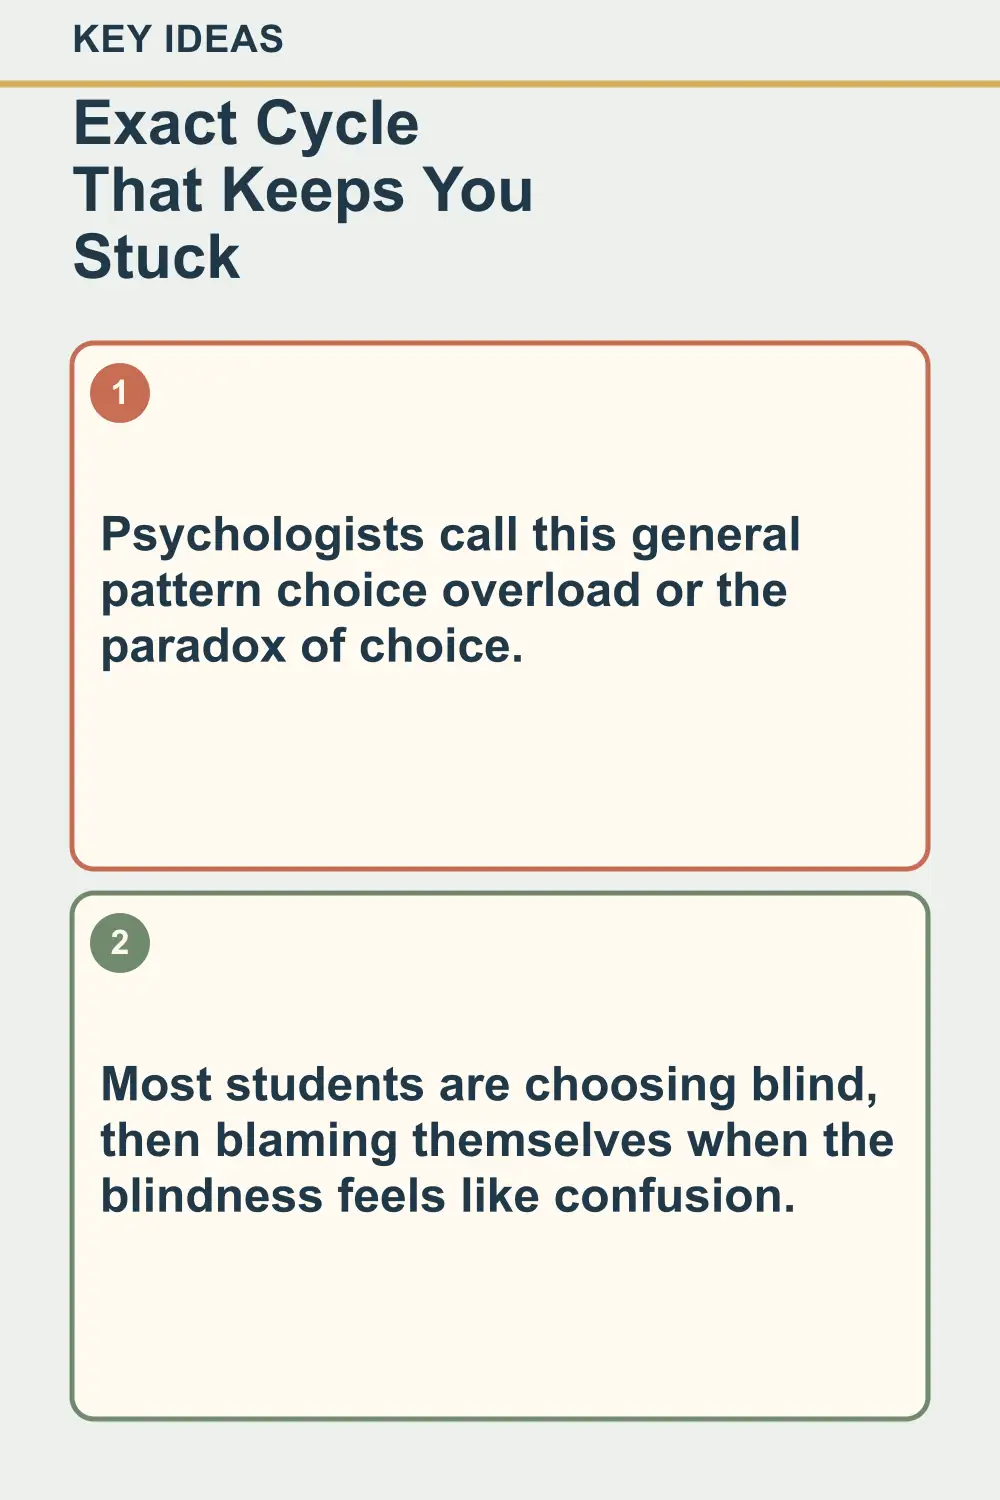 KEY IDEAS
Exact Cycle
That Keeps You
Stuck
1
Psychologists call this general
pattern choice overload or the
paradox of choice.
2
Most students are choosing blind,
then blaming themselves when the
blindness feels like confusion.